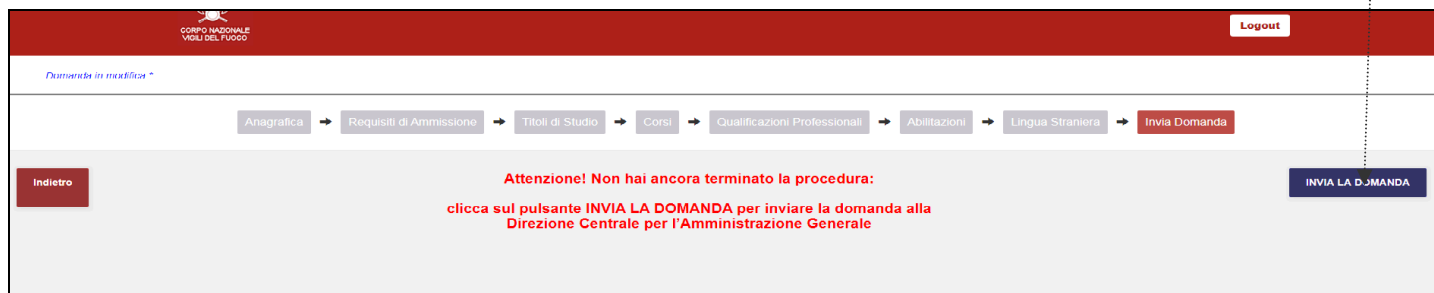 CORPO NAZIONALE
VIGILI DEL FUOCO
Logout
Domanda in modifica *
Anagrafica ➔ Requisiti di Ammissione ➔ Titoli di Studio ➔ Corsi ➔ Qualificazioni Professionali ➔ Abilitazioni ➔ Lingua Straniera ➔ Invia Domanda
Indietro
Attenzione! Non hai ancora terminato la procedura:
INVIA LA DOMANDA
clicca sul pulsante INVIA LA DOMANDA per inviare la domanda alla
Direzione Centrale per l'Amministrazione Generale